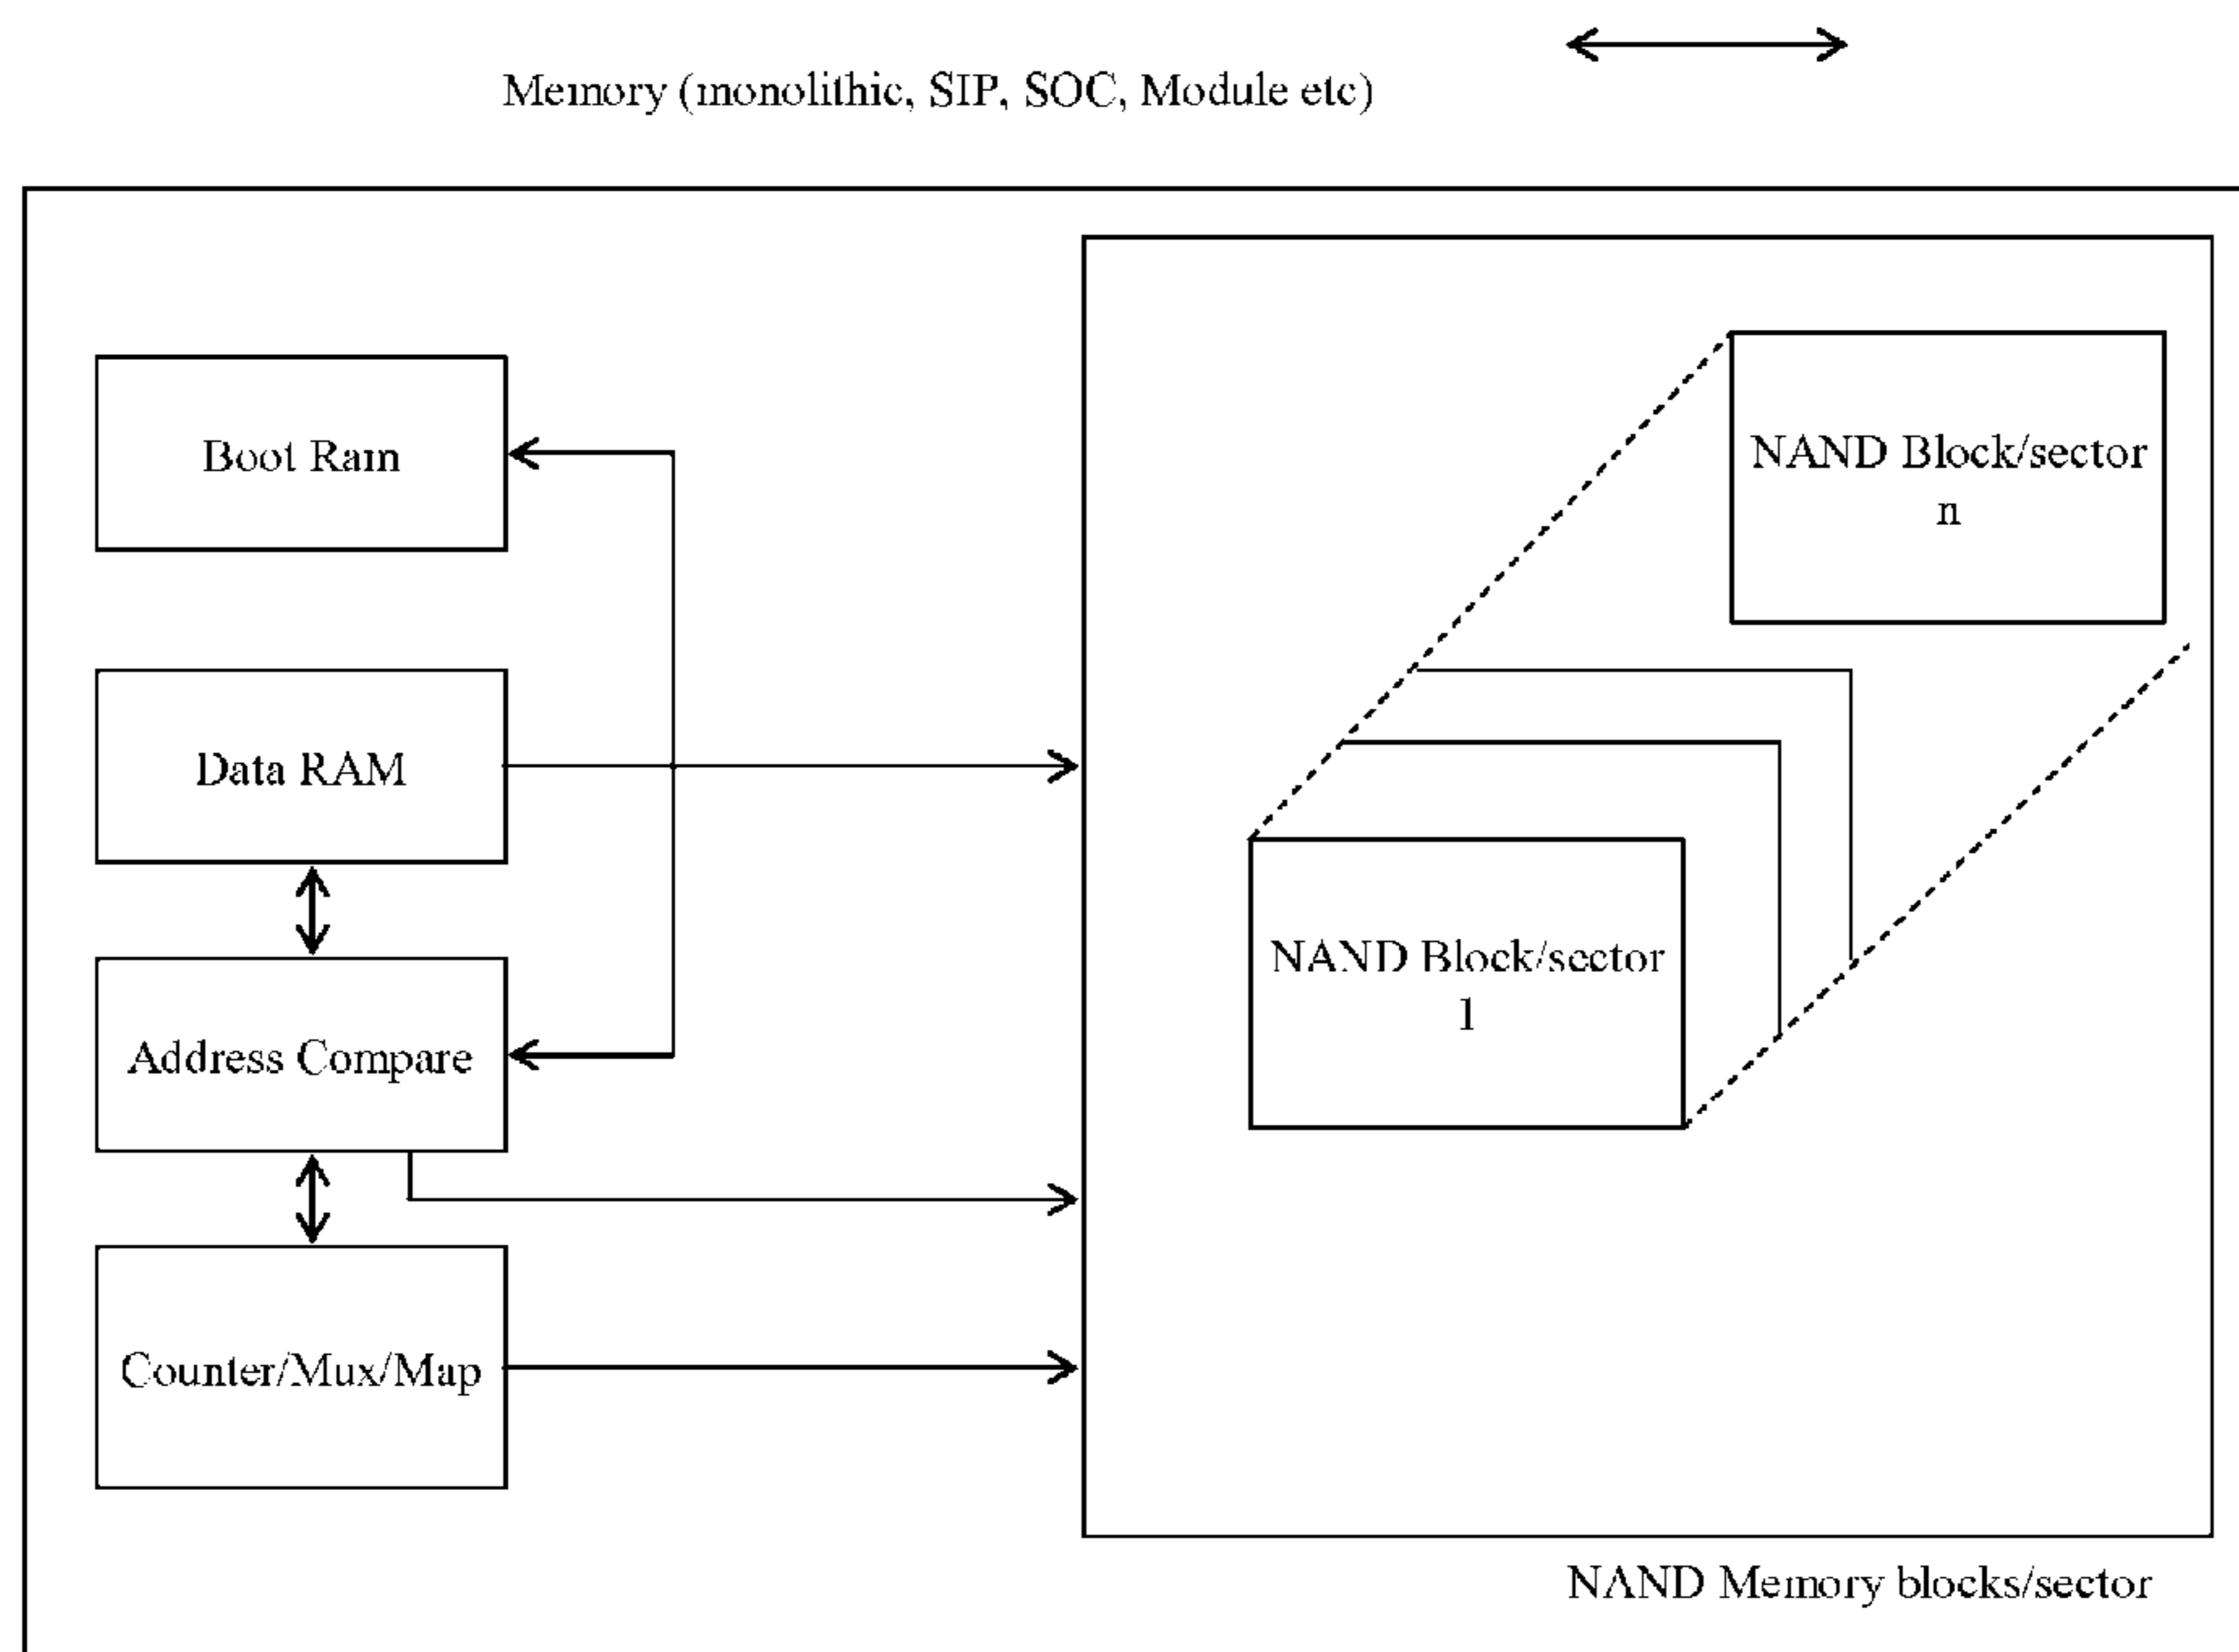 Memory (monolithic, SIP, SOC, Module etc)
Boot Ram
Data RAM
Address Compare
Counter/Mux/Map
NAND Block/sector
n
NAND Block/sector
1
NAND Memory blocks/sector